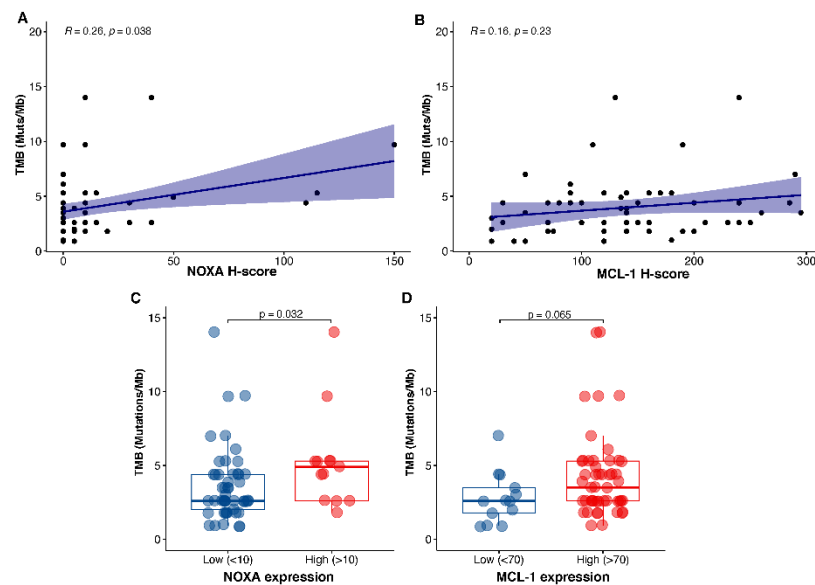 A
R = 0.26, p = 0.038
TMB (Muts/Mb)
20
15
10
5
0
0 50 100 150
NOXA H-score
B
R = 0.16, p = 0.23
TMB (Muts/Mb)
20
15
10
5
0
0 100 200 300
MCL-1 H-score
C
p = 0.032
TMB (Mutations/Mb)
15
10
5
0
Low (<10) High (>10)
NOXA expression
D
p = 0.065
TMB (Mutations/Mb)
15
10
5
0
Low (<70) High (>70)
MCL-1 expression